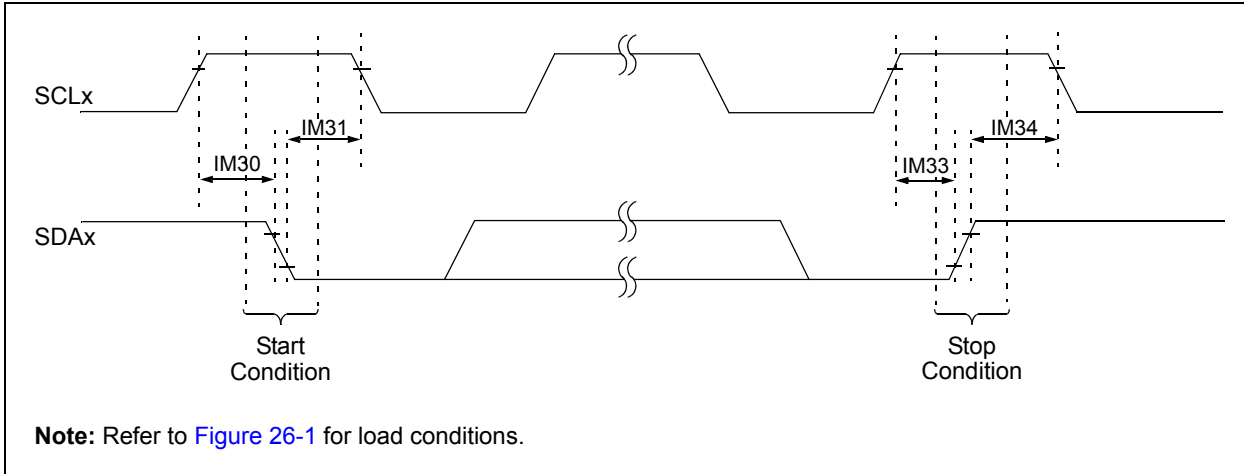 SCLx
IM31
IM34
IM30
IM33
SDAx
Start
Condition
Stop
Condition
Note: Refer to Figure 26-1 for load conditions.